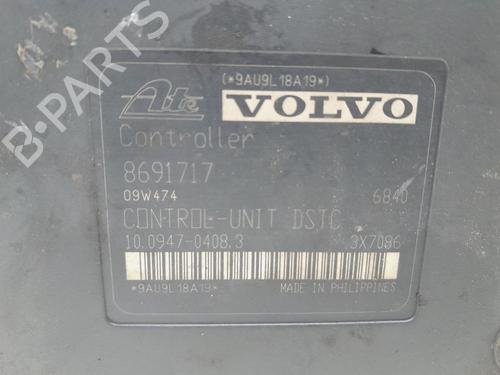 (*9AU9L18A19*)
Ate VOLVO
Controller
8691717
09W474 6840
CONTROL-UNIT DSTC
10.0947-0408.3 3X7086
*9AU9L18A19*
MADE IN PHILIPPINES
B-PARTS